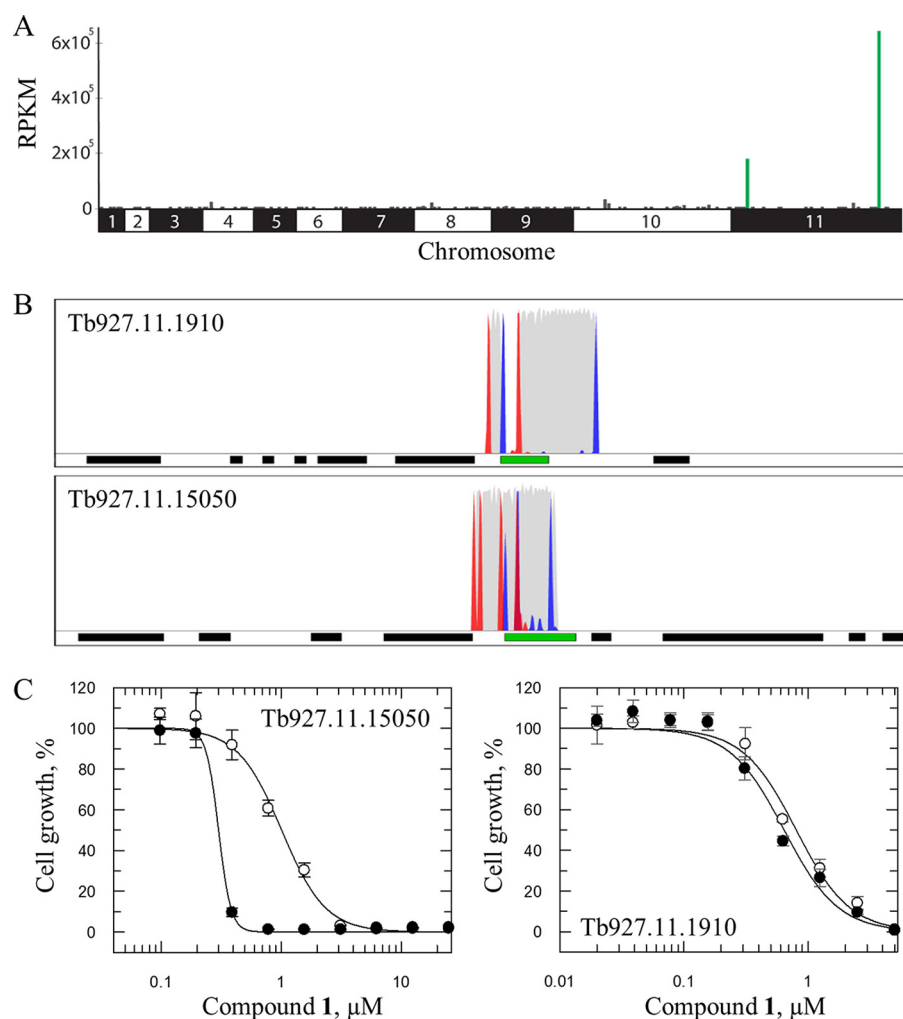 A
RPKM
6x10⁵
4x10⁵
2x10⁵
0
1 2 3 4 5 6 7 8 9 10 11
Chromosome
B
Tb927.11.1910
Tb927.11.15050
C
Cell growth, %
120
100
80
60
40
20
0
Tb927.11.15050
0.1 1 10
Compound 1, µM
Cell growth, %
120
100
80
60
40
20
0
Tb927.11.1910
0.01 0.1 1
Compound 1, µM